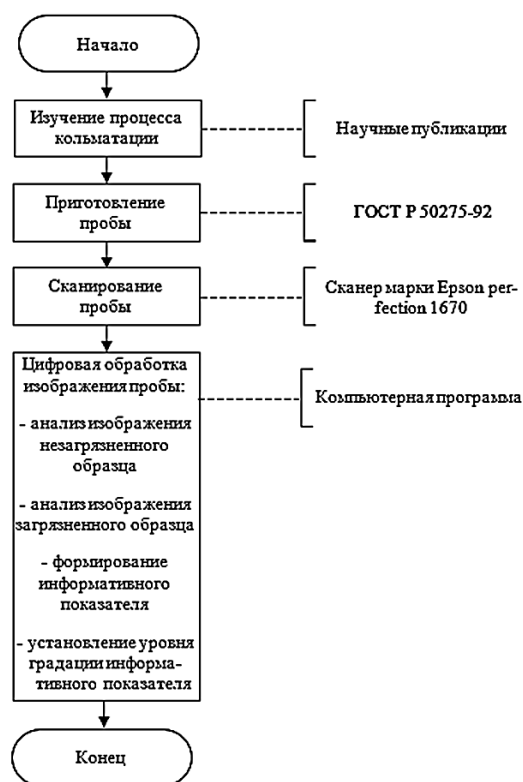 Начало
Изучение процесса
кольматации
Научные публикации
Приготовление
пробы
ГОСТ Р 50275-92
Сканирование
пробы
Сканер марки Epson per-
fection 1670
Цифровая обработка
изображения пробы:
- анализ изображения
незагрязненного
образца
- анализ изображения
загрязненного образца
- формирование
информативного
показателя
- установление уровня
градации информа-
тивного показателя
Компьютерная программа
Конец